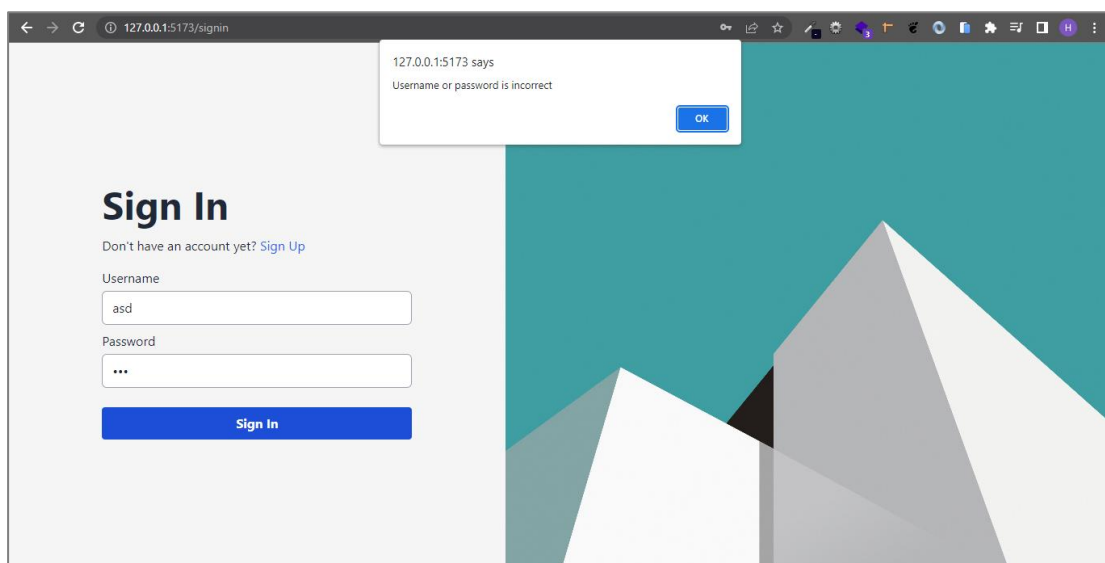 127.0.0.1:5173/signin
3
H
127.0.0.1:5173 says
Username or password is incorrect
OK
Sign In
Don't have an account yet? Sign Up
Username
asd
Password
•••
Sign In